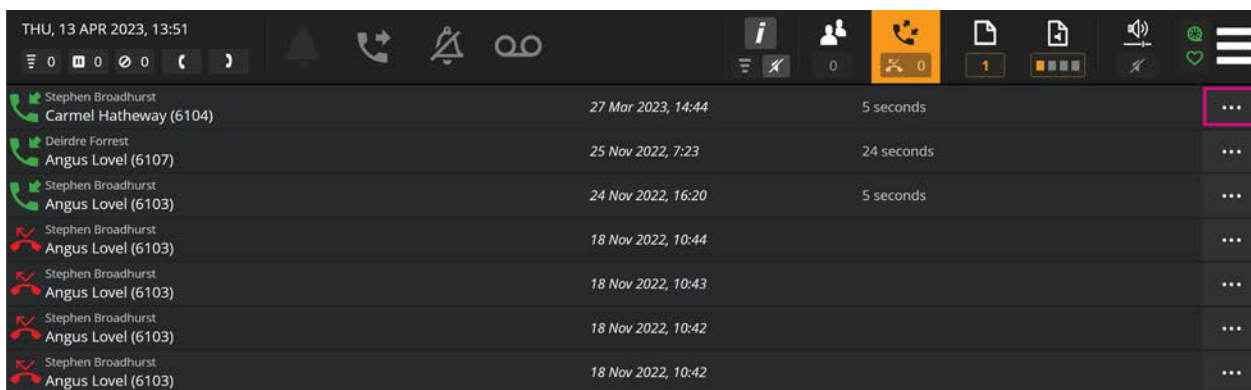 THU, 13 APR 2023, 13:51
0 0 0
i
0
0
1
Stephen Broadhurst
Carmel Hatheway (6104)
27 Mar 2023, 14:44
5 seconds
...
Deirdre Forrest
Angus Lovel (6107)
25 Nov 2022, 7:23
24 seconds
...
Stephen Broadhurst
Angus Lovel (6103)
24 Nov 2022, 16:20
5 seconds
...
Stephen Broadhurst
Angus Lovel (6103)
18 Nov 2022, 10:44
...
Stephen Broadhurst
Angus Lovel (6103)
18 Nov 2022, 10:43
...
Stephen Broadhurst
Angus Lovel (6103)
18 Nov 2022, 10:42
...
Stephen Broadhurst
Angus Lovel (6103)
18 Nov 2022, 10:42
...